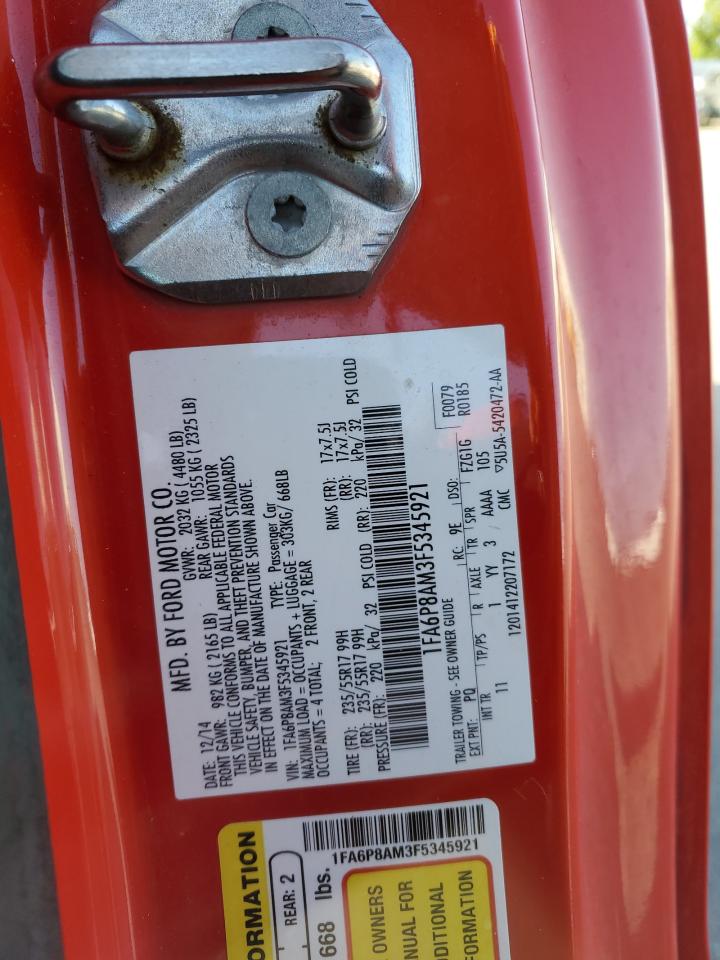 MFD. BY FORD MOTOR CO.
DATE: 12/14 GVWR: 2032 KG ( 4480 LB)
FRONT GAWR: 982 KG ( 2165 LB) REAR GAWR: 1055 KG ( 2325 LB)
THIS VEHICLE CONFORMS TO ALL APPLICABLE FEDERAL MOTOR
VEHICLE SAFETY, BUMPER, AND THEFT PREVENTION STANDARDS
IN EFFECT ON THE DATE OF MANUFACTURE SHOWN ABOVE.
VIN: 1FA6P8AM3F5345921 TYPE: Passenger Car
MAXIMUM LOAD = OCCUPANTS + LUGGAGE = 303KG/ 668LB
OCCUPANTS = 4 TOTAL; 2 FRONT, 2 REAR
TIRE (FR): 235/55R17 99H RIMS (FR): 17x7.5J
(RR): 235/55R17 99H (RR): 17x7.5J
PRESSURE (FR): 220 kPa/ 32 PSI COLD (RR): 220 kPa/ 32 PSI COLD
1FA6P8AM3F5345921
TRAILER TOWING - SEE OWNER GUIDE
EXT PNT: PQ RC: 9E DSO: F0079
R0185
INT TR TP/PS R AXLE TR SPR FZG1G
11 1 YY 3 AAAA 105
1201412207172 CMC ▽5U5A-5420472-AA
ORMATION
REAR: 2
668 lbs.
1FA6P8AM3F5345921
OWNERS
NUAL FOR
DITIONAL
FORMATION